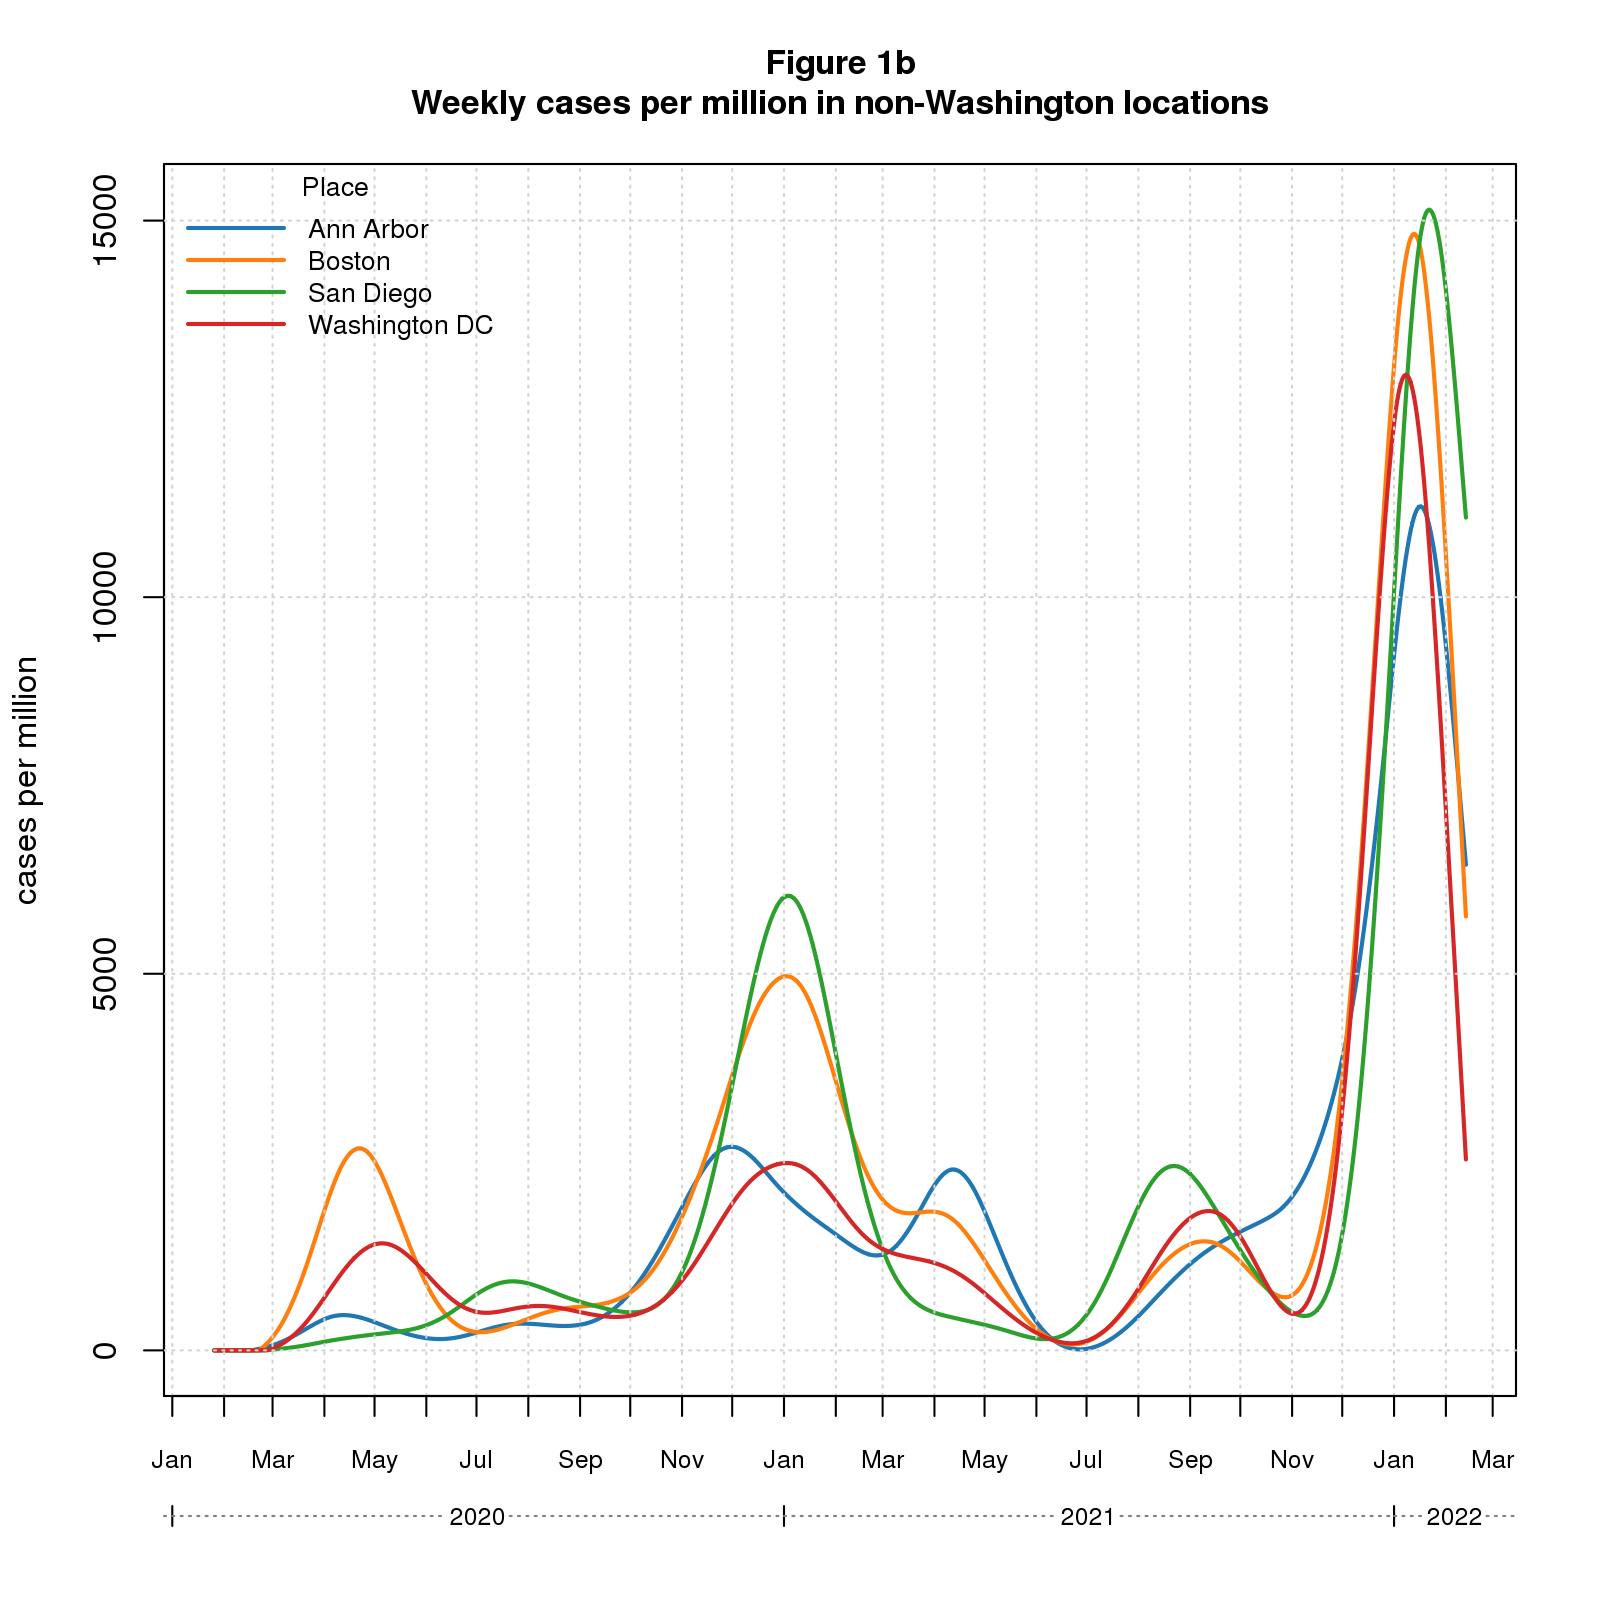 Figure 1b
Weekly cases per million in non-Washington locations
Place
Ann Arbor
Boston
San Diego
Washington DC
cases per million
15000
10000
5000
0
Jan Mar May Jul Sep Nov Jan Mar May Jul Sep Nov Jan Mar
2020 2021 2022